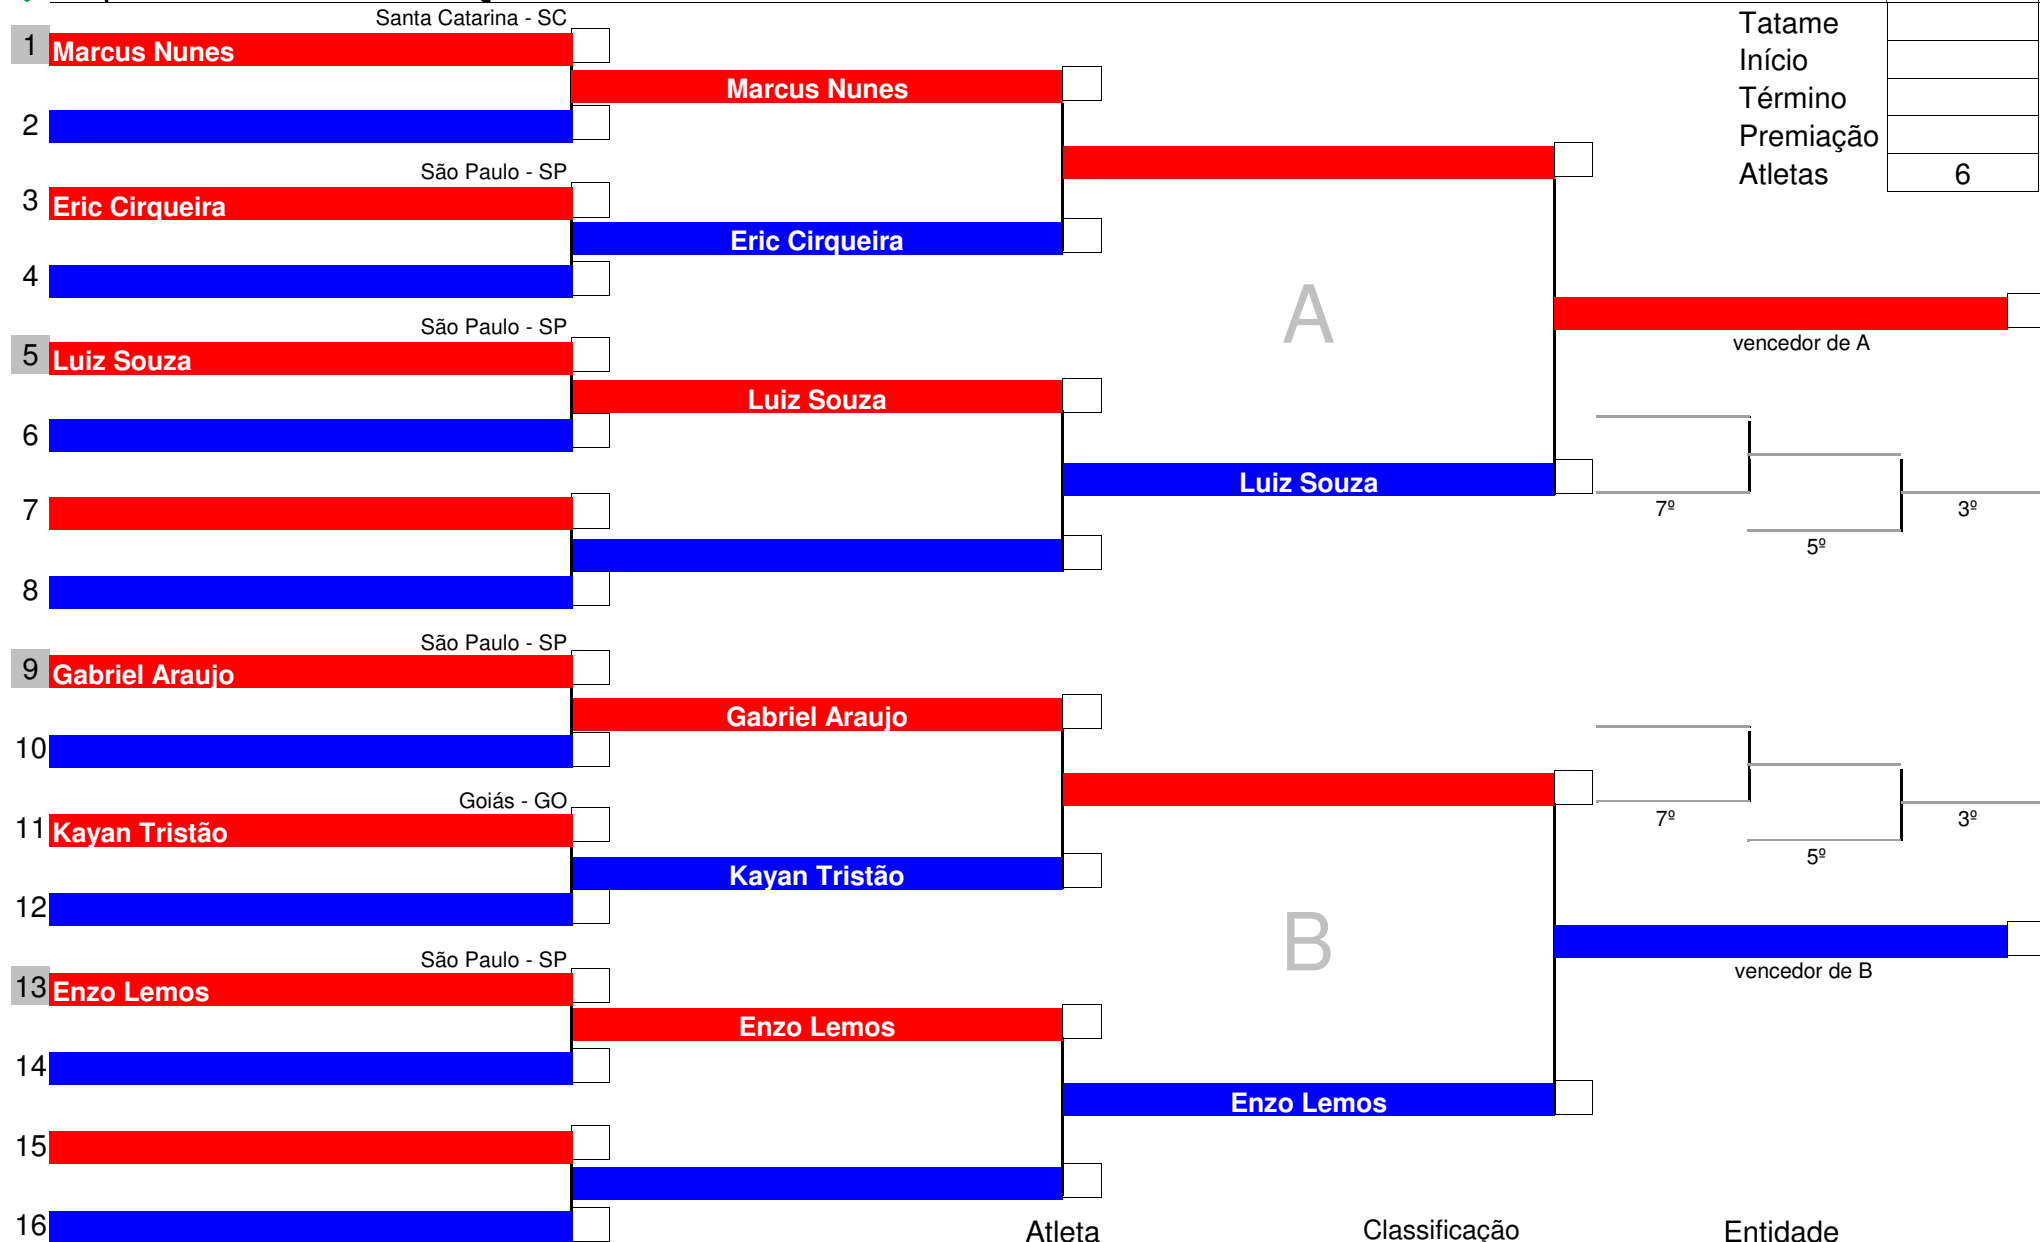 Santa Catarina - SC
1 Marcus Nunes
Marcus Nunes
2
São Paulo - SP
3 Eric Cirqueira
Eric Cirqueira
4
São Paulo - SP
5 Luiz Souza
Luiz Souza
6
7
Luiz Souza
8
São Paulo - SP
9 Gabriel Araujo
Gabriel Araujo
10
Goiás - GO
11 Kayan Tristão
Kayan Tristão
12
São Paulo - SP
13 Enzo Lemos
Enzo Lemos
14
Enzo Lemos
15
16
A
B
Tatame
Início
Término
Premiação
Atletas 6
vencedor de A
7º
3º
5º
7º
3º
5º
vencedor de B
Atleta Classificação Entidade